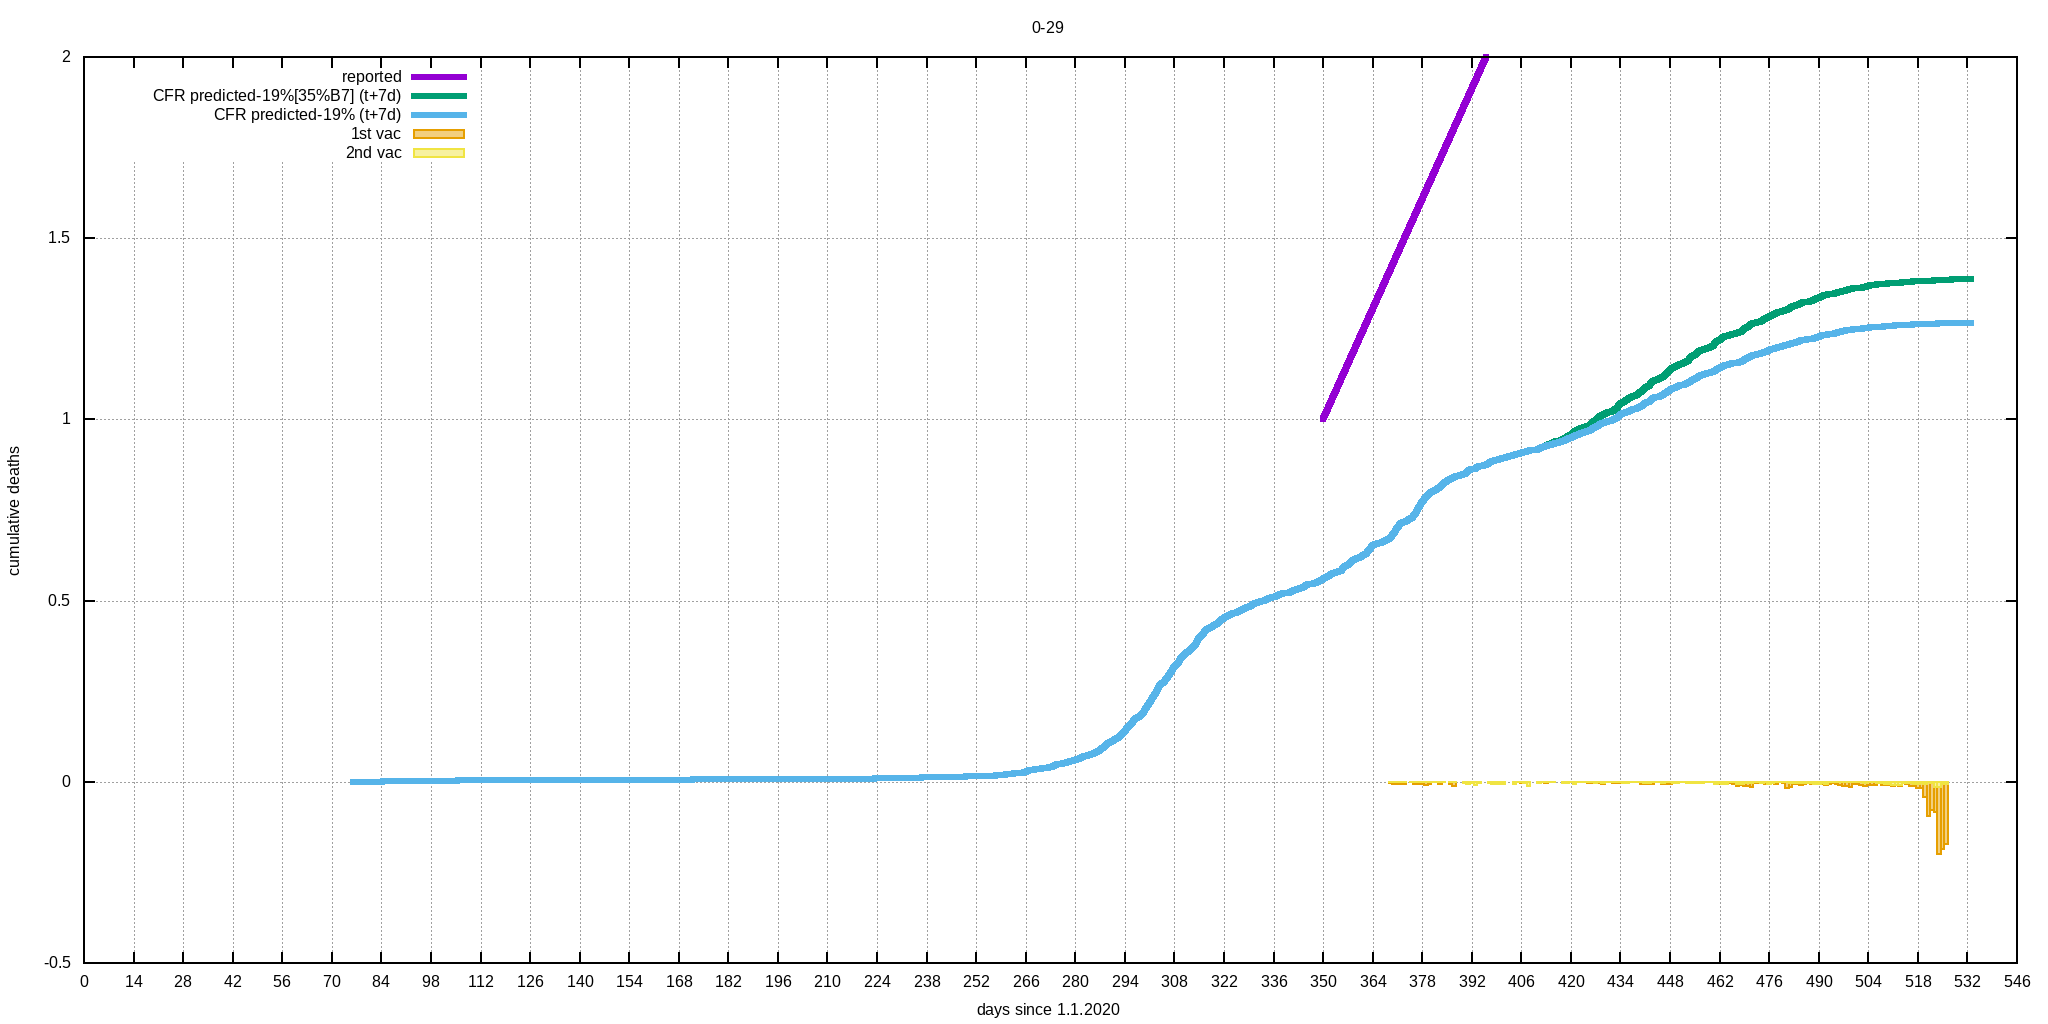 0-29
reported
CFR predicted-19%[35%B7] (t+7d)
CFR predicted-19% (t+7d)
1st vac
2nd vac
2
1.5
1
0.5
0
-0.5
cumulative deaths
0 14 28 42 56 70 84 98 112 126 140 154 168 182 196 210 224 238 252 266 280 294 308 322 336 350 364 378 392 406 420 434 448 462 476 490 504 518 532 546
days since 1.1.2020